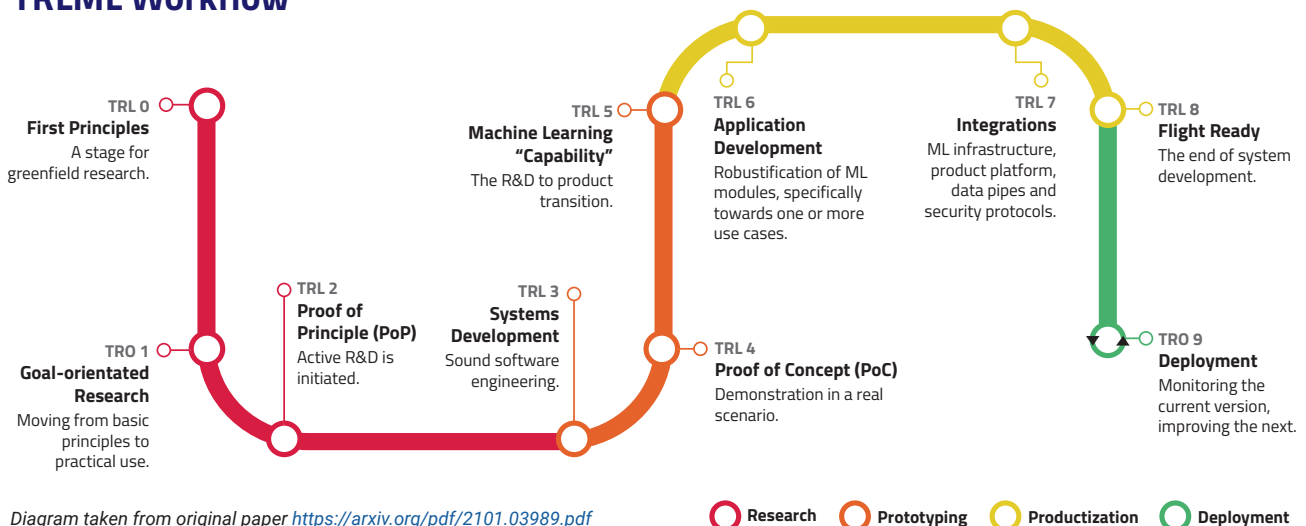 TREML Workflow
TRL 0
First Principles
A stage for
greenfield research.
TRO 1
Goal-orientated
Research
Moving from basic
principles to
practical use.
TRL 2
Proof of
Principle (PoP)
Active R&D is
initiated.
TRL 3
Systems
Development
Sound software
engineering.
TRL 4
Proof of Concept (PoC)
Demonstration in a real
scenario.
TRL 5
Machine Learning
“Capability”
The R&D to product
transition.
TRL 6
Application
Development
Robustification of ML
modules, specifically
towards one or more
use cases.
TRL 7
Integrations
ML infrastructure,
product platform,
data pipes and
security protocols.
TRL 8
Flight Ready
The end of system
development.
TRO 9
Deployment
Monitoring the
current version,
improving the next.
Diagram taken from original paper https://arxiv.org/pdf/2101.03989.pdf
Research
Prototyping
Productization
Deployment